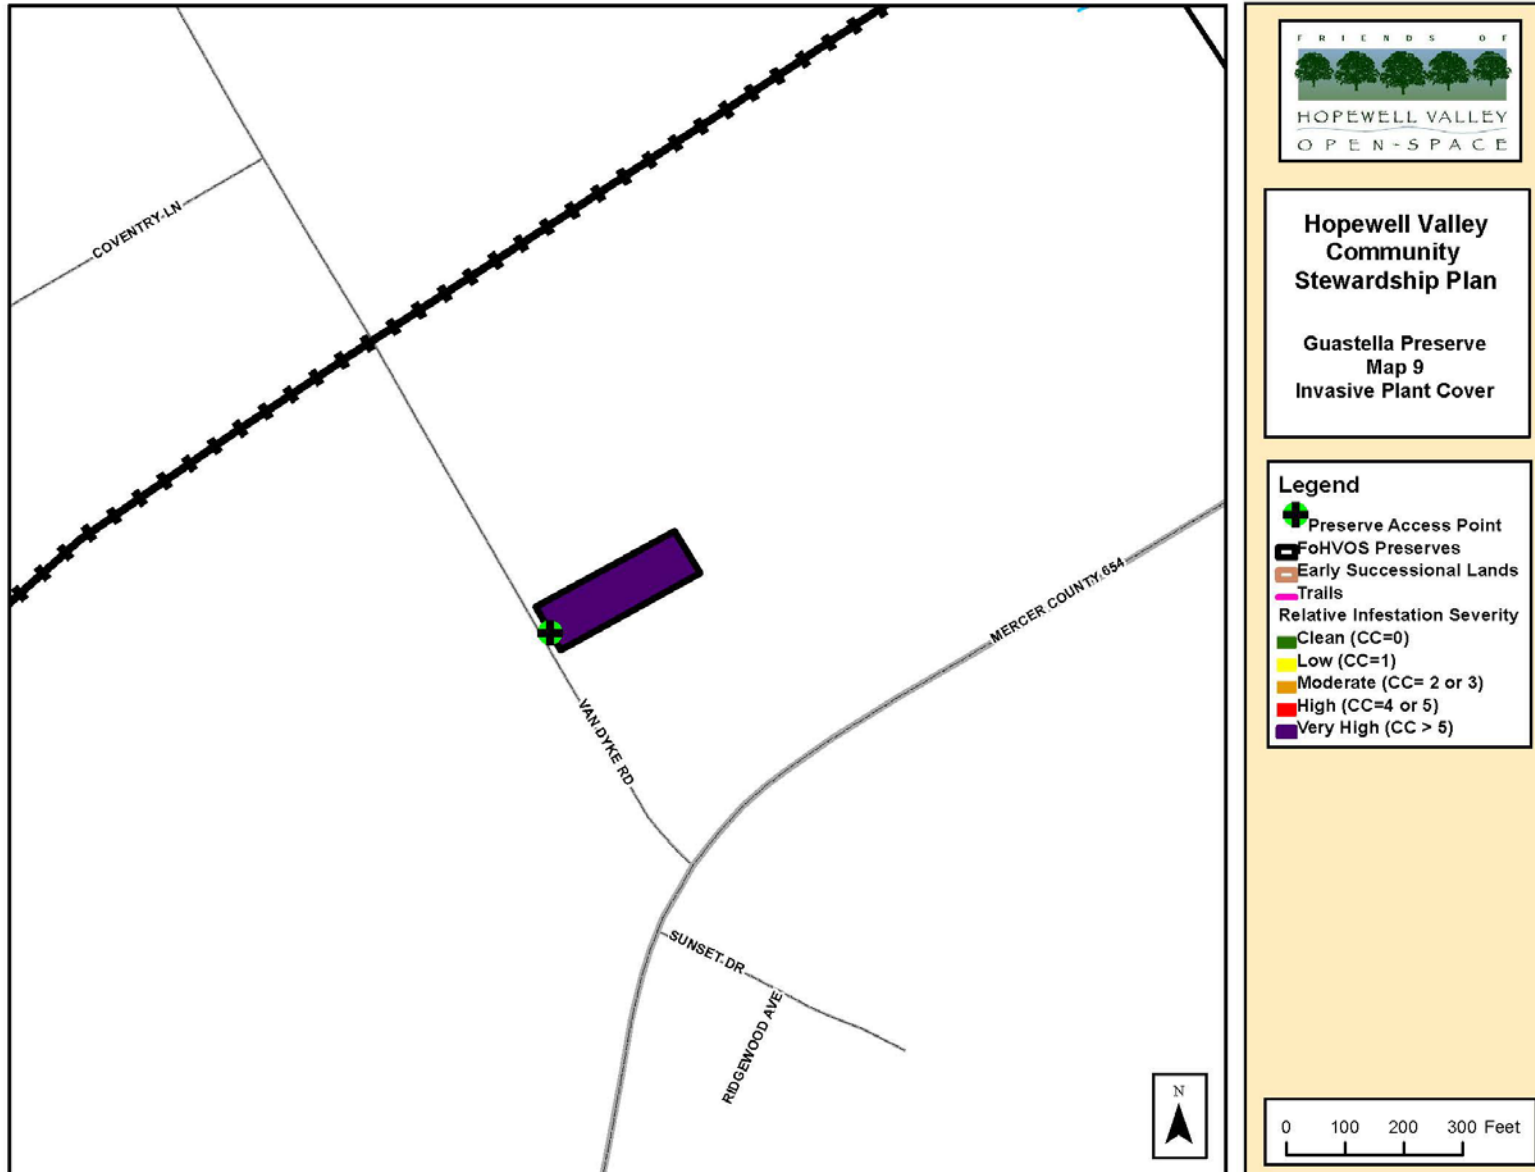 COVENTRY LN
VAN DYKE RD
MERCER COUNTY 654
SUNSET DR
RIDGEWOOD AVE
N
FRIENDS OF
HOPEWELL VALLEY
OPEN-SPACE
Hopewell Valley
Community
Stewardship Plan
Guastella Preserve
Map 9
Invasive Plant Cover
Legend
Preserve Access Point
FoHVOS Preserves
Early Successional Lands
Trails
Relative Infestation Severity
Clean (CC=0)
Low (CC=1)
Moderate (CC= 2 or 3)
High (CC=4 or 5)
Very High (CC > 5)
0 100 200 300 Feet